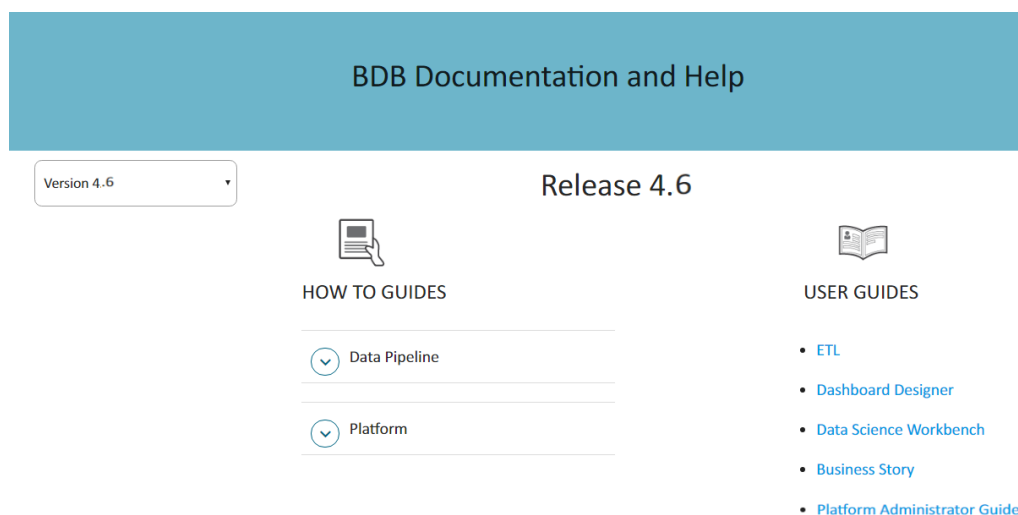 BDB Documentation and Help
Version 4.6
Release 4.6
HOW TO GUIDES
Data Pipeline
Platform
USER GUIDES
ETL
Dashboard Designer
Data Science Workbench
Business Story
Platform Administrator Guide